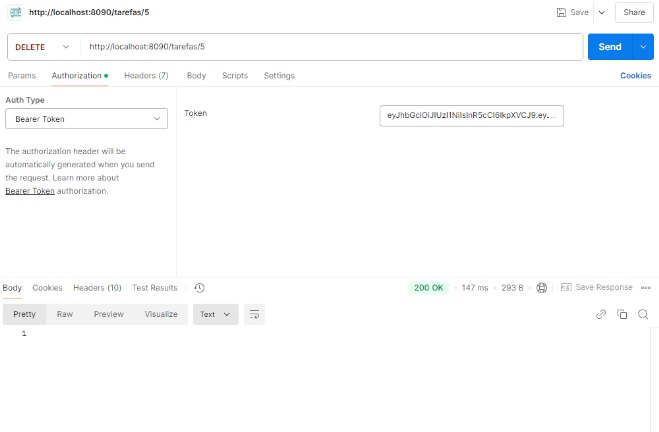 http://localhost:8090/tarefas/5
Save
Share
DELETE
http://localhost:8090/tarefas/5
Send
Params
Authorization
Headers (7)
Body
Scripts
Settings
Cookies
Auth Type
Bearer Token
The authorization header will be
automatically generated when you send
the request. Learn more about
Bearer Token authorization.
Token
Body
Cookies
Headers (10)
Test Results
200 OK
147 ms
293 B
Save Response
Pretty
Raw
Preview
Visualize
Text
1